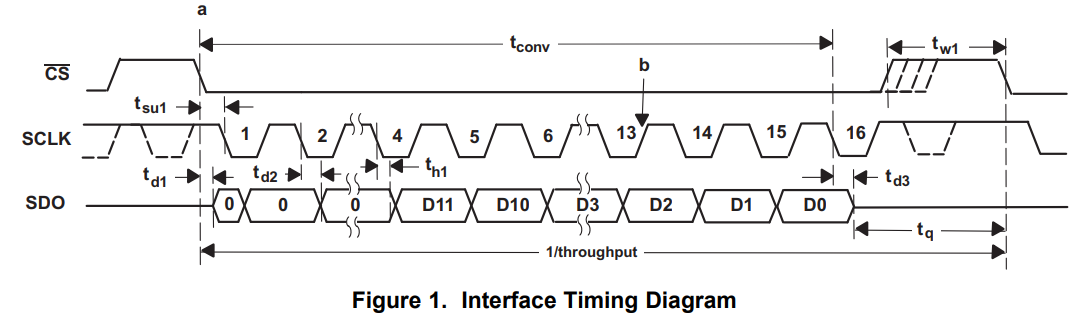 a
tconv
tw1
CS
b
tsu1
SCLK
1 2 4 5 6 13 14 15 16
td1
td2
th1
td3
SDO
0 0 0 D11 D10 D3 D2 D1 D0
tq
1/throughput
Figure 1. Interface Timing Diagram